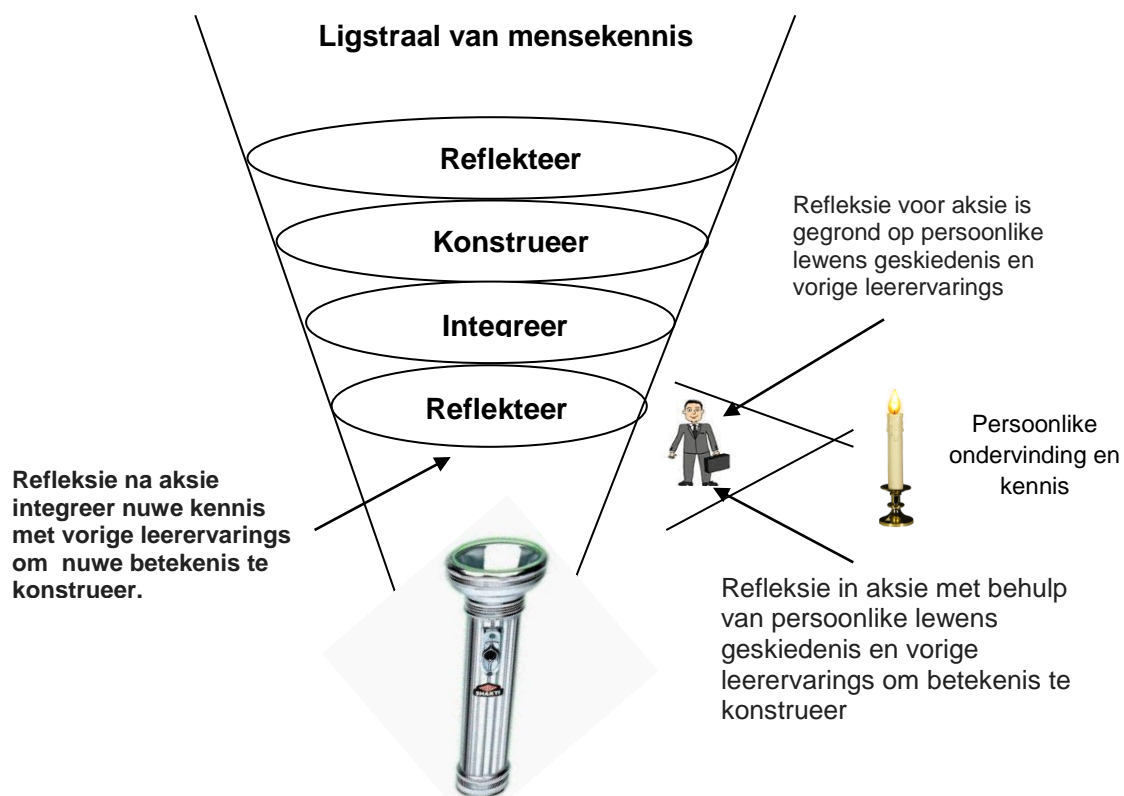 Ligstraal van mensekennis
Reflekteer
Konstrueer
Integreer
Reflekteer
Refleksie voor aksie is
gegrond op persoonlike
lewens geskiedenis en
vorige leerervarings
Persoonlike
ondervinding en
kennis
Refleksie na aksie
integreer nuwe kennis
met vorige leerervarings
om nuwe betekenis te
konstrueer.
Refleksie in aksie met behulp
van persoonlike lewens
geskiedenis en vorige
leerervarings om betekenis te
konstrueer